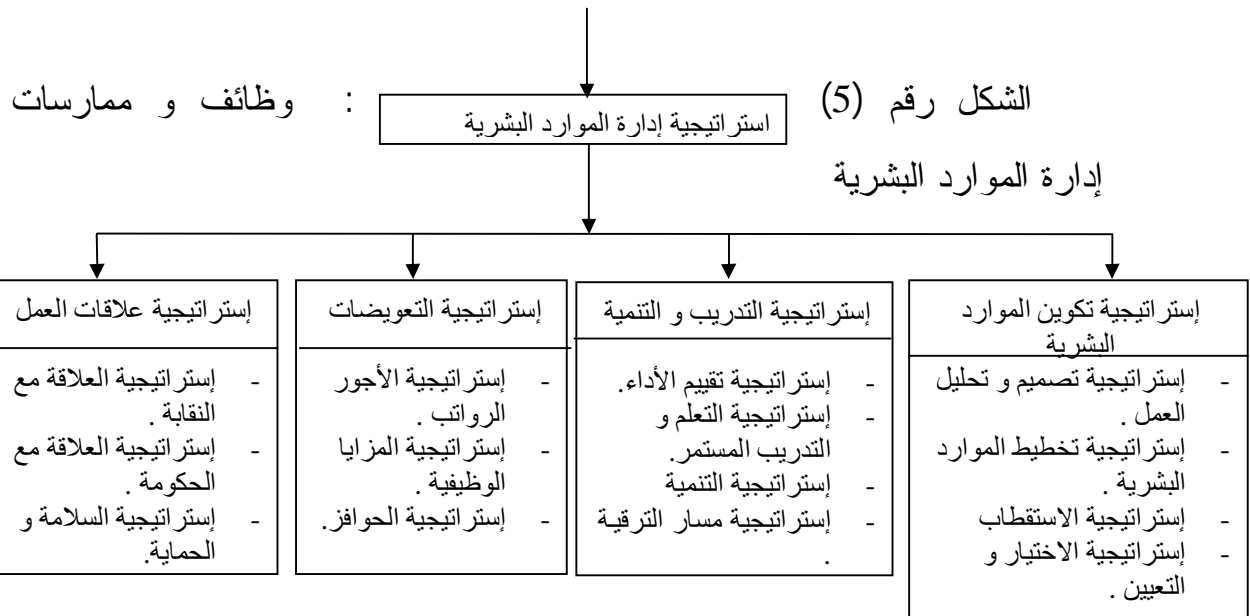 الشكل رقم (5) : وظائف و ممارسات
إدارة الموارد البشرية
استراتيجية إدارة الموارد البشرية
إستراتيجية تكوين الموارد
البشرية
- إستراتيجية تصميم و تحليل
العمل .
- إستراتيجية تخطيط الموارد
البشرية .
- إستراتيجية الاستقطاب
- إستراتيجية الاختيار و
التعيين .
إستراتيجية التدريب و التنمية
- إستراتيجية تقييم الأداء.
- إستراتيجية التعلم و
التدريب المستمر.
- إستراتيجية التنمية
- إستراتيجية مسار الترقية
.
إستراتيجية التعويضات
- إستراتيجية الأجور
الرواتب .
- إستراتيجية المزايا
الوظيفية .
- إستراتيجية الحوافز.
إستراتيجية علاقات العمل
- إستراتيجية العلاقة مع
النقابة .
- إستراتيجية العلاقة مع
الحكومة .
- إستراتيجية السلامة و
الحماية.